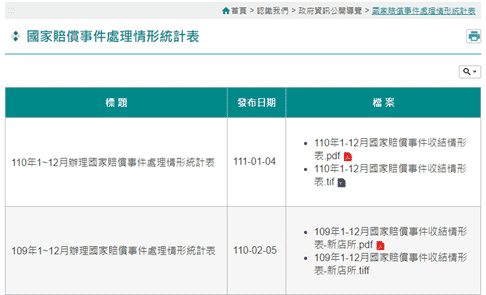 首頁 > 認識我們 > 政府資訊公開導覽 > 國家賠償事件處理情形統計表
國家賠償事件處理情形統計表
標 題 發布日期 檔 案
110年1~12月辦理國家賠償事件處理情形統計表 111-01-04
110年1-12月國家賠償事件收結情形
表.pdf
110年1-12月國家賠償事件收結情形
表.tif
109年1~12月辦理國家賠償事件處理情形統計表 110-02-05
109年1-12月國家賠償事件收結情形
表-新店所.pdf
109年1-12月國家賠償事件收結情形
表-新店所.tiff